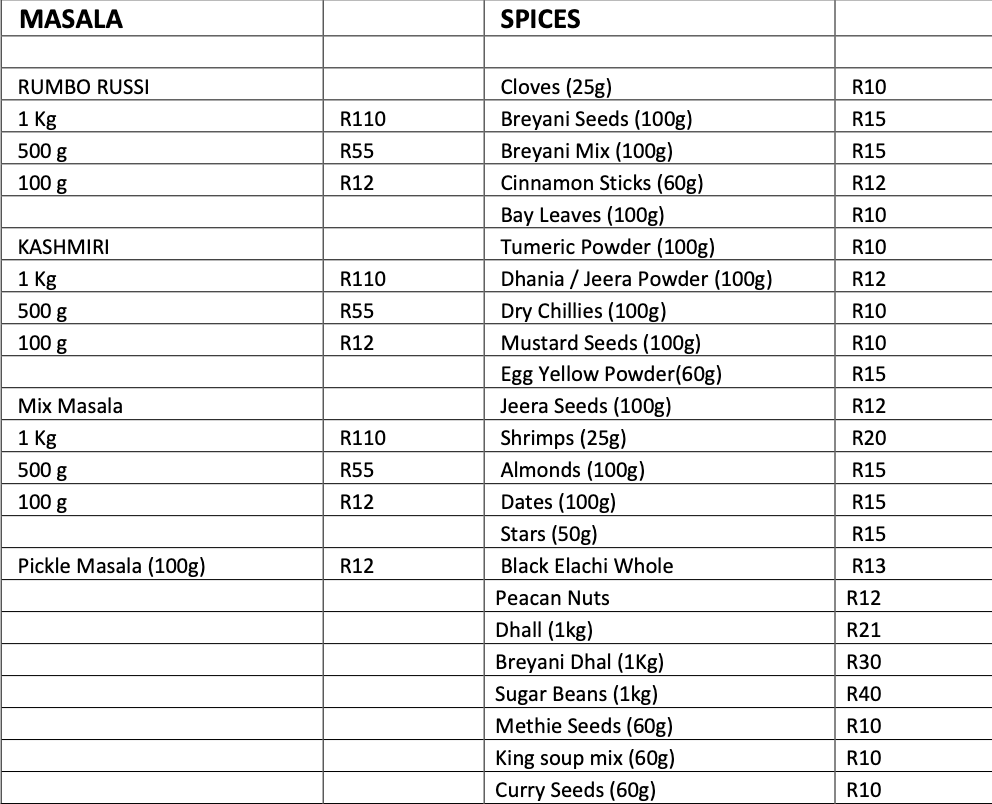 MASALA SPICES
RUMBO RUSSI Cloves (25g) R10
1 Kg R110 Breyani Seeds (100g) R15
500 g R55 Breyani Mix (100g) R15
100 g R12 Cinnamon Sticks (60g) R12
Bay Leaves (100g) R10
KASHMIRI Tumeric Powder (100g) R10
1 Kg R110 Dhania / Jeera Powder (100g) R12
500 g R55 Dry Chillies (100g) R10
100 g R12 Mustard Seeds (100g) R10
Egg Yellow Powder(60g) R15
Mix Masala Jeera Seeds (100g) R12
1 Kg R110 Shrimps (25g) R20
500 g R55 Almonds (100g) R15
100 g R12 Dates (100g) R15
Stars (50g) R15
Pickle Masala (100g) R12 Black Elachi Whole R13
Peacan Nuts R12
Dhall (1kg) R21
Breyani Dhal (1Kg) R30
Sugar Beans (1kg) R40
Methie Seeds (60g) R10
King soup mix (60g) R10
Curry Seeds (60g) R10